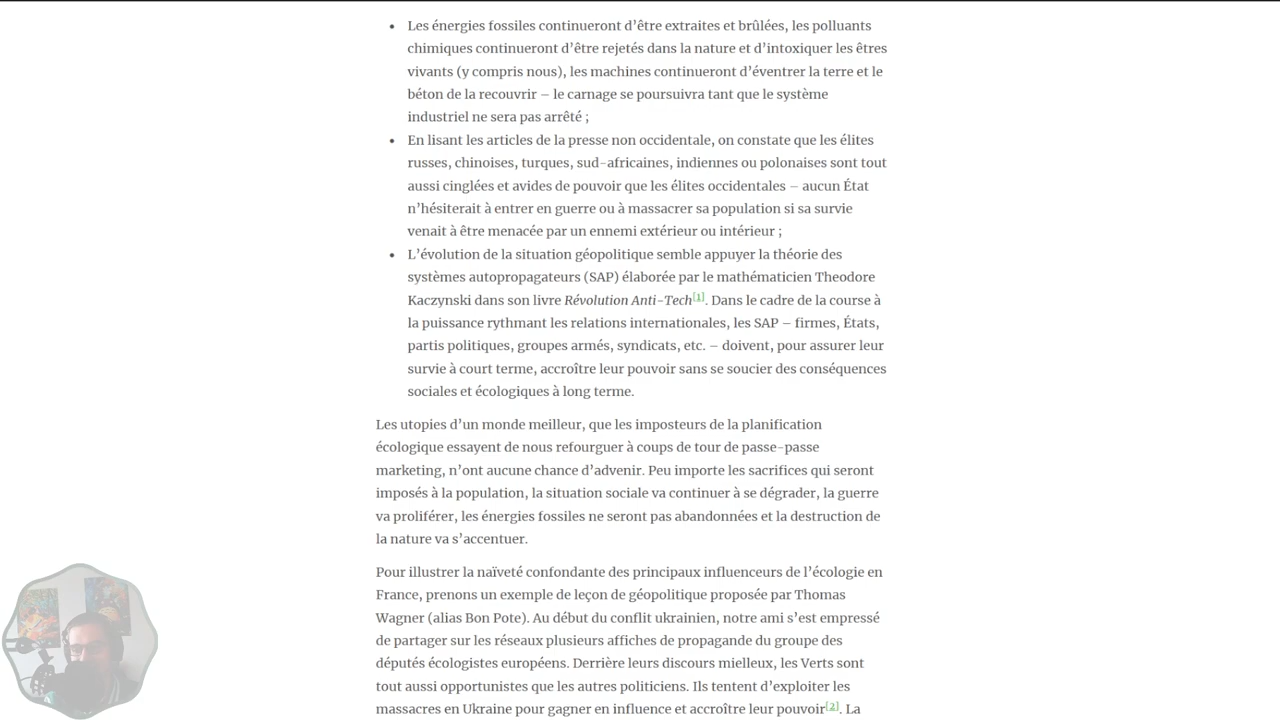 Les énergies fossiles continueront d’être extraites et brûlées, les polluants
chimiques continueront d’être rejetés dans la nature et d’intoxiquer les êtres
vivants (y compris nous), les machines continueront d’éventrer la terre et le
béton de la recouvrir – le carnage se poursuivra tant que le système
industriel ne sera pas arrêté ;
En lisant les articles de la presse non occidentale, on constate que les élites
russes, chinoises, turques, sud-africaines, indiennes ou polonaises sont tout
aussi cinglées et avides de pouvoir que les élites occidentales – aucun État
n’hésiterait à entrer en guerre ou à massacrer sa population si sa survie
venait à être menacée par un ennemi extérieur ou intérieur ;
L’évolution de la situation géopolitique semble appuyer la théorie des
systèmes autopropagateurs (SAP) élaborée par le mathématicien Theodore
Kaczynski dans son livre Révolution Anti-Tech[1]. Dans le cadre de la course à
la puissance rythmant les relations internationales, les SAP – firmes, États,
partis politiques, groupes armés, syndicats, etc. – doivent, pour assurer leur
survie à court terme, accroître leur pouvoir sans se soucier des conséquences
sociales et écologiques à long terme.
Les utopies d’un monde meilleur, que les imposteurs de la planification
écologique essayent de nous refourguer à coups de tour de passe-passe
marketing, n’ont aucune chance d’advenir. Peu importe les sacrifices qui seront
imposés à la population, la situation sociale va continuer à se dégrader, la guerre
va proliférer, les énergies fossiles ne seront pas abandonnées et la destruction de
la nature va s’accentuer.
Pour illustrer la naïveté confondante des principaux influenceurs de l’écologie en
France, prenons un exemple de leçon de géopolitique proposée par Thomas
Wagner (alias Bon Pote). Au début du conflit ukrainien, notre ami s’est empressé
de partager sur les réseaux plusieurs affiches de propagande du groupe des
députés écologistes européens. Derrière leurs discours mielleux, les Verts sont
tout aussi opportunistes que les autres politiciens. Ils tentent d’exploiter les
massacres en Ukraine pour gagner en influence et accroître leur pouvoir[2]. La